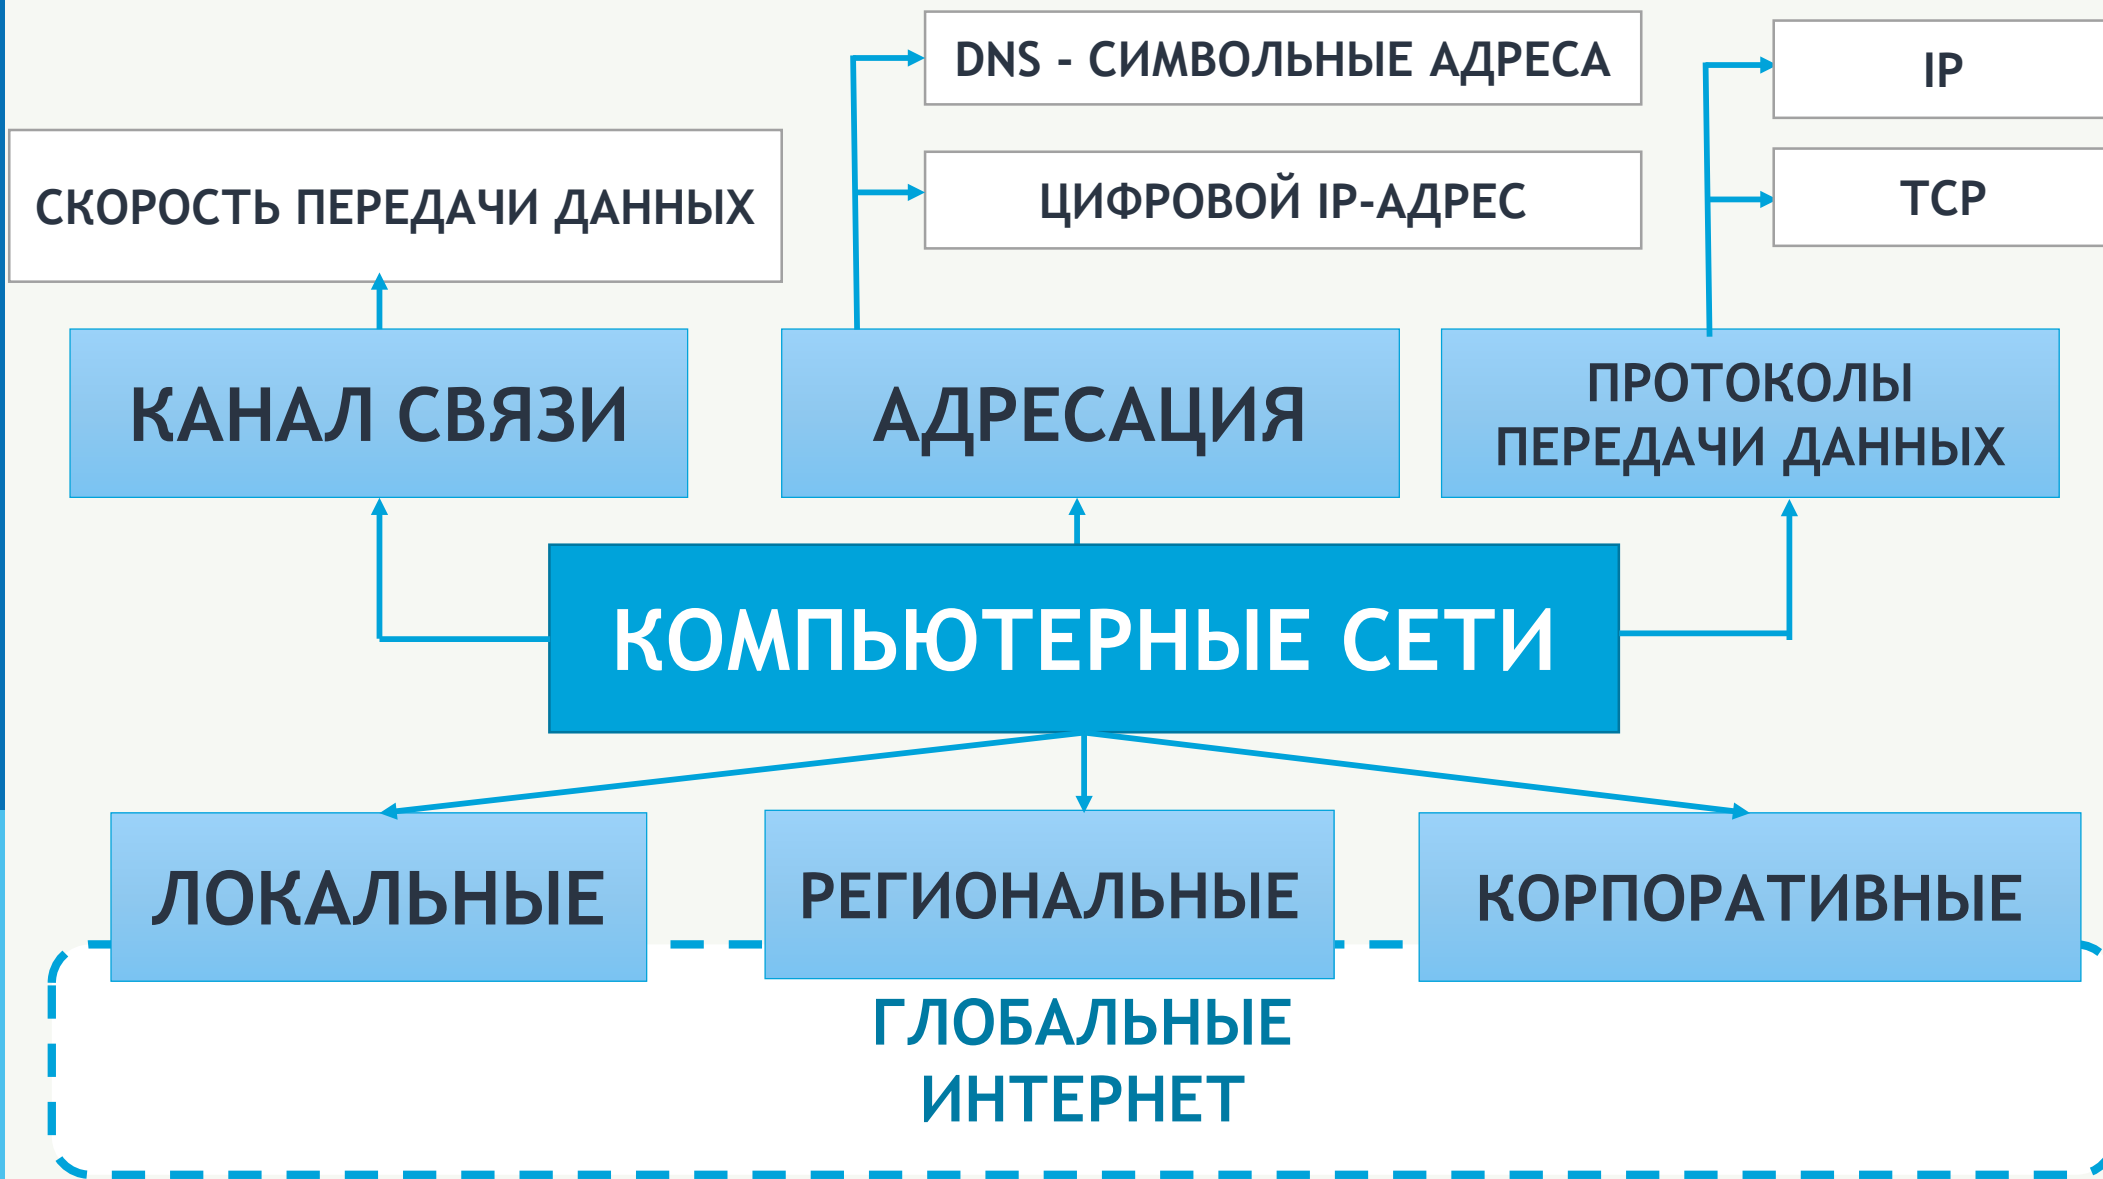 DNS - СИМВОЛЬНЫЕ АДРЕСА
IP
ЦИФРОВОЙ IP-АДРЕС
TCP
СКОРОСТЬ ПЕРЕДАЧИ ДАННЫХ
КАНАЛ СВЯЗИ
АДРЕСАЦИЯ
ПРОТОКОЛЫ
ПЕРЕДАЧИ ДАННЫХ
КОМПЬЮТЕРНЫЕ СЕТИ
ЛОКАЛЬНЫЕ
РЕГИОНАЛЬНЫЕ
КОРПОРАТИВНЫЕ
ГЛОБАЛЬНЫЕ
ИНТЕРНЕТ